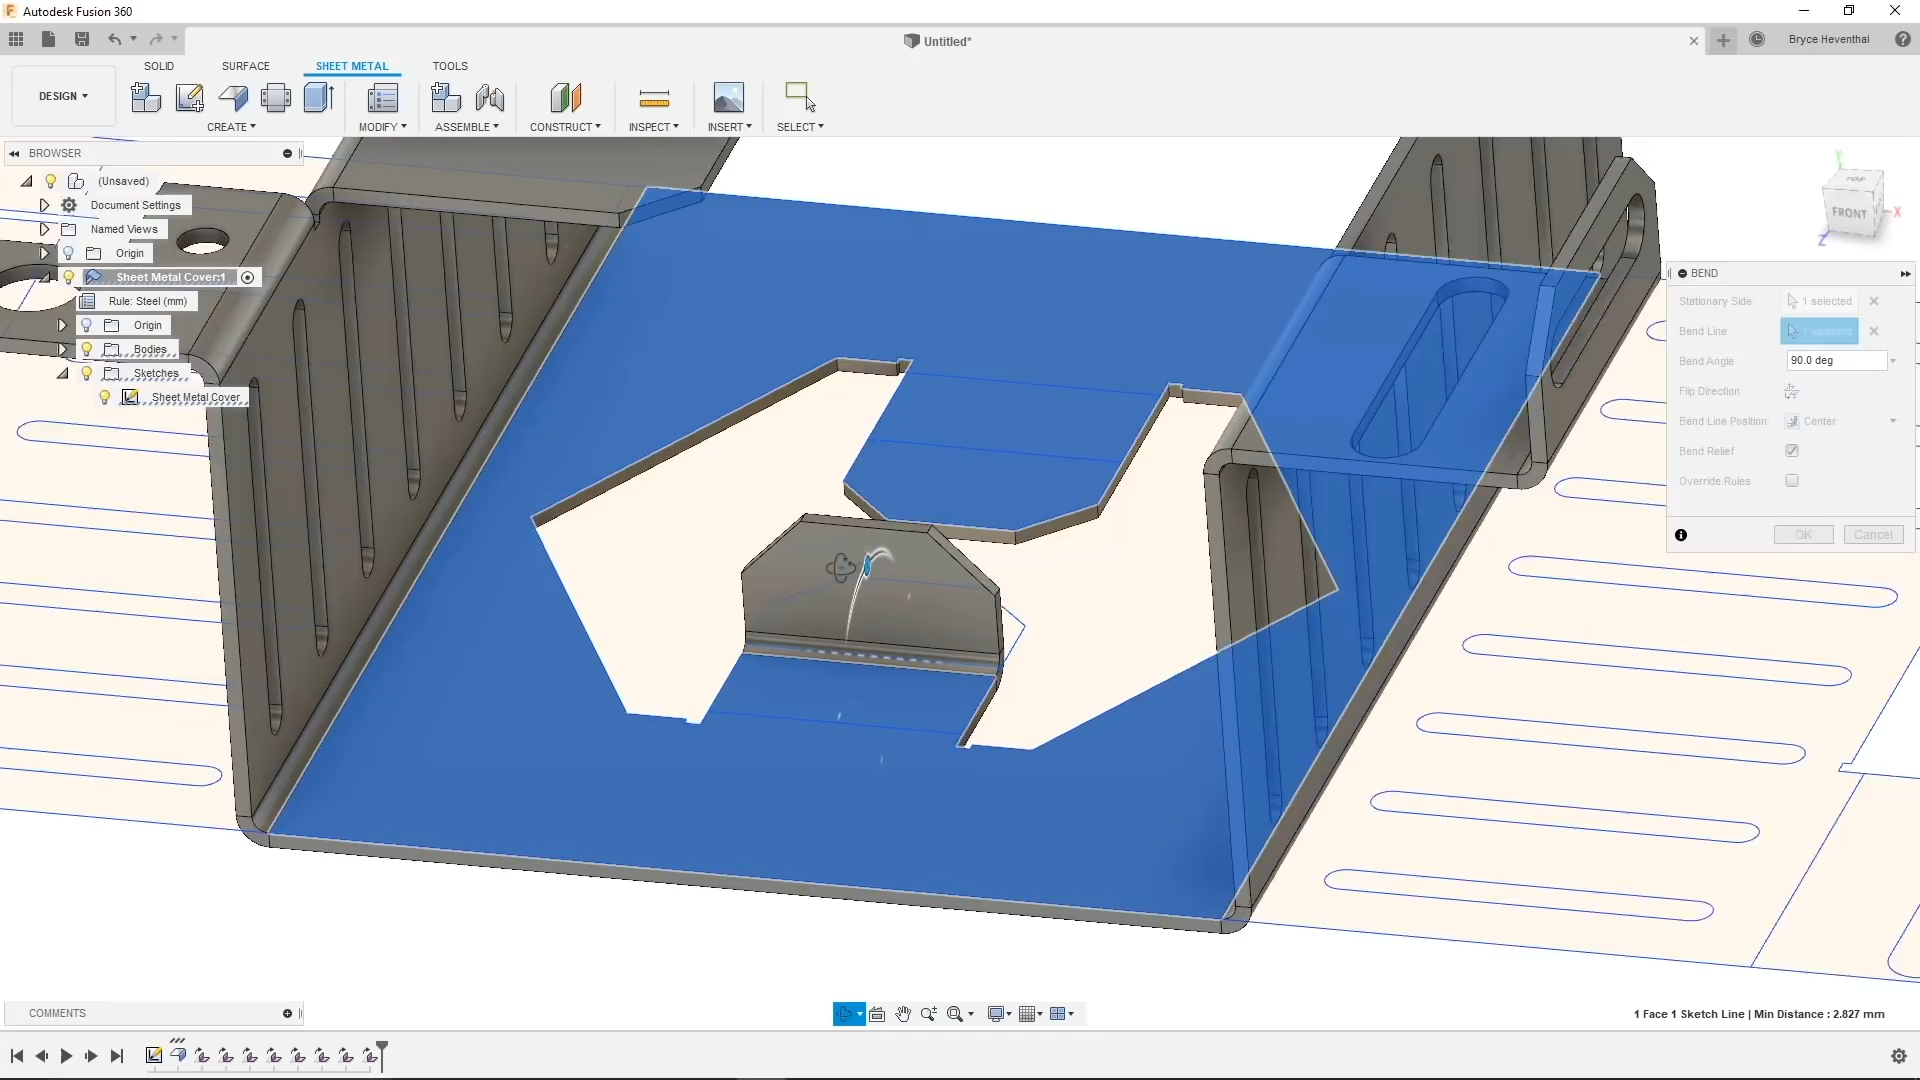 Autodesk Fusion 360
Untitled*
Bryce Heventhal
DESIGN
SOLID
SURFACE
SHEET METAL
TOOLS
CREATE
MODIFY
ASSEMBLE
CONSTRUCT
INSPECT
INSERT
SELECT
BROWSER
(Unsaved)
Document Settings
Named Views
Origin
Sheet Metal Cover:1
Rule: Steel (mm)
Origin
Bodies
Sketches
Sheet Metal Cover
TOP
FRONT
Y
X
Z
BEND
Stationary Side 1 selected
Bend Line 1 selected
Bend Angle 90.0 deg
Flip Direction
Bend Line Position Center
Bend Relief
Override Rules
OK Cancel
COMMENTS
1 Face 1 Sketch Line | Min Distance : 2.827 mm